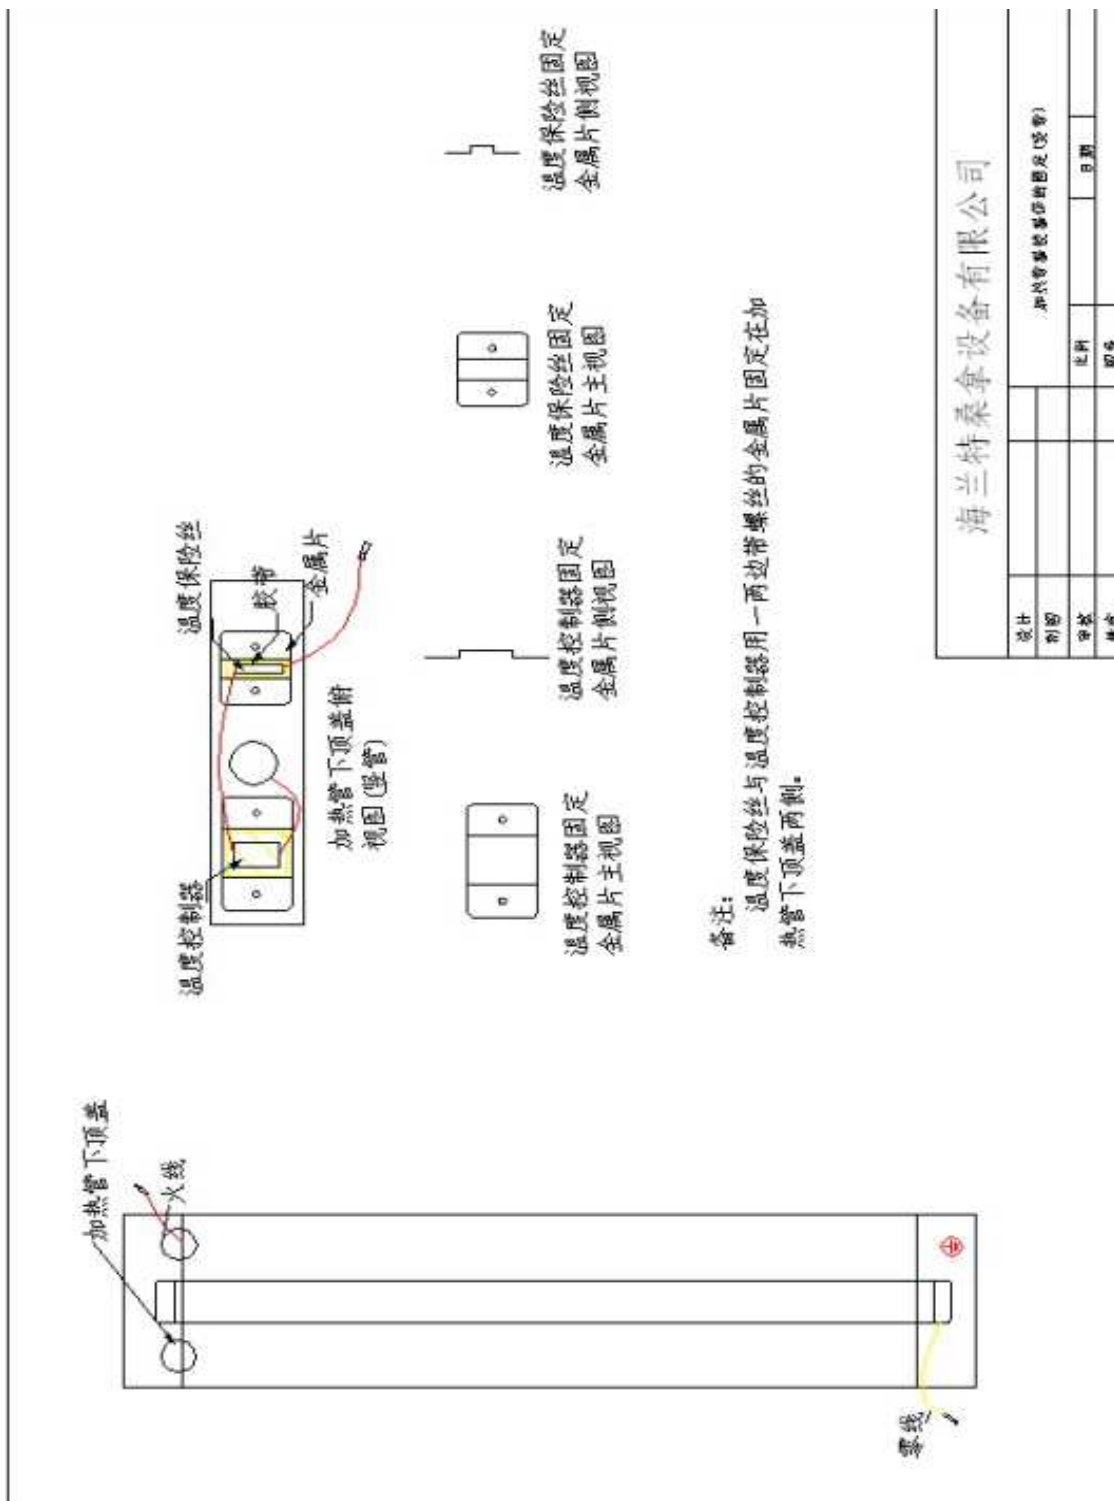 加热管下顶盖
火线
零线
温度控制器
温度保险丝
胶带
金属片
加热管下顶盖俯
视图(竖管)
温度控制器固定
金属片主视图
温度控制器固定
金属片侧视图
温度保险丝固定
金属片主视图
温度保险丝固定
金属片侧视图
备注:
温度保险丝与温度控制器用一两边带螺丝的金属片固定在加
热管下顶盖两侧。
海兰特桑拿设备有限公司
设计
制图
审核
比例
日期